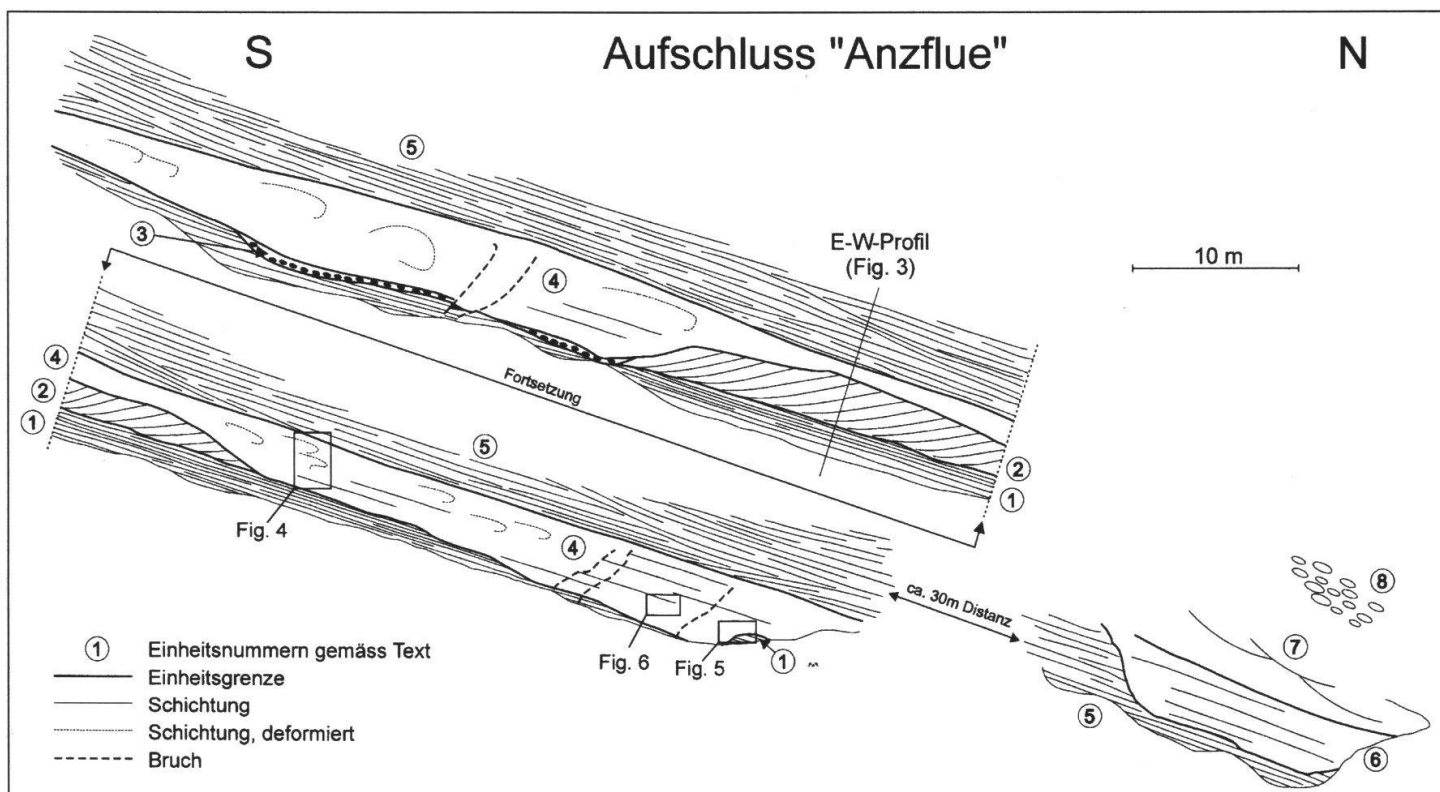 S
Aufschluss "Anzflue"
N
5
3
E-W-Profil
(Fig. 3)
10 m
4
4
2
1
Fortsetzung
5
2
1
Fig. 4
4
ca. 30m Distanz
8
7
Fig. 6
Fig. 5
1
5
6
1 Einheitsnummern gemäss Text
Einheitsgrenze
Schichtung
Schichtung, deformiert
Bruch